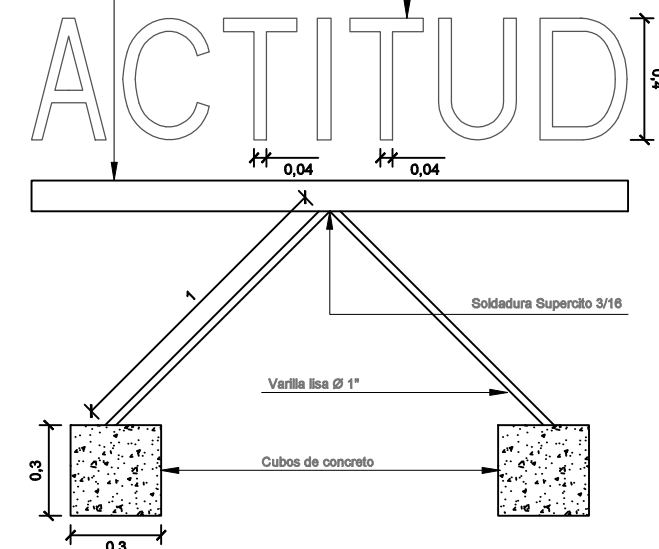 ACTITUD
0,4
0,04
0,04
1
Soldadura Supercito 3/16
Varilla lisa Ø 1"
Cubos de concreto
0,3
0,3